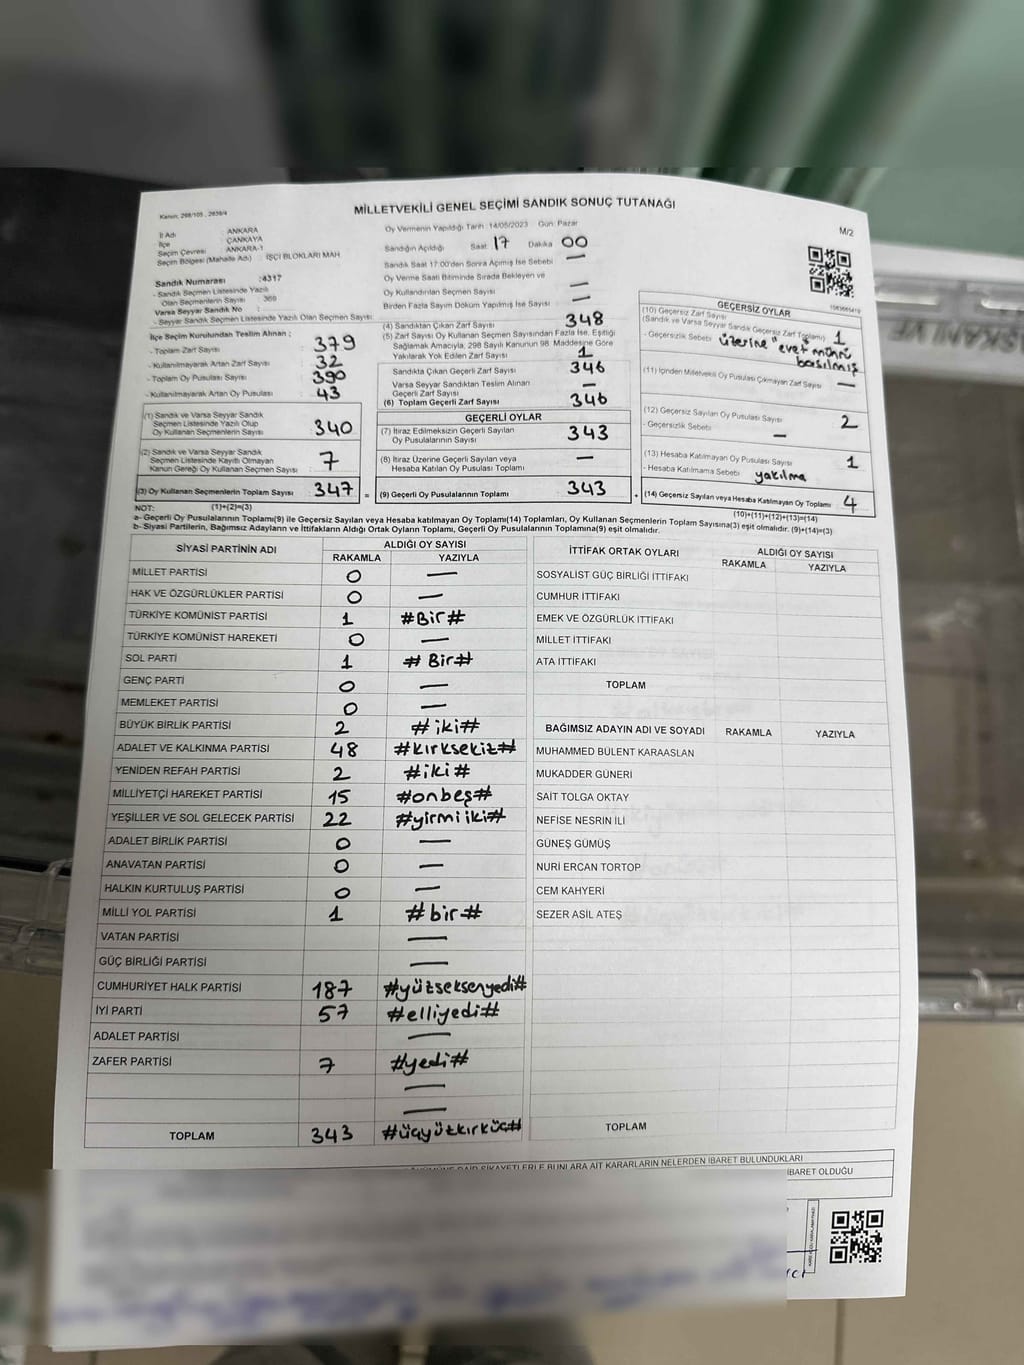 MİLLETVEKİLİ GENEL SEÇİMİ SANDIK SONUÇ TUTANAĞI
Kanun: 298/105 , 2839/4
M/2
İl Adı : ANKARA
İlçe : ÇANKAYA
Seçim Çevresi : ANKARA-1
Seçim Bölgesi (Mahalle Adı) : İŞÇİ BLOKLARI MAH
Sandık Numarası :4317
- Sandık Seçmen Listesinde Yazılı
Olan Seçmenlerin Sayısı : 369
Varsa Seyyar Sandık No :
- Seyyar Sandık Seçmen Listesinde Yazılı Olan Seçmen Sayısı:
Oy Vermenin Yapıldığı Tarih :14/05/2023 Gün: Pazar
Sandığın Açıldığı Saat: 17 Dakika 00
Sandık Saat 17:00'den Sonra Açılmış İse Sebebi —
Oy Verme Saati Bitiminde Sırada Bekleyen ve
Oy Kullandırılan Seçmen Sayısı —
Birden Fazla Sayım Döküm Yapılmış İse Sayısı : —
İlçe Seçim Kurulundan Teslim Alınan ;
- Toplam Zarf Sayısı : 379
- Kullanılmayarak Artan Zarf Sayısı : 32
- Toplam Oy Pusulası Sayısı : 390
- Kullanılmayarak Artan Oy Pusulası : 43
(1) Sandık ve Varsa Seyyar Sandık
Seçmen Listesinde Yazılı Olup
Oy Kullanan Seçmenlerin Sayısı 340
(2) Sandık ve Varsa Seyyar Sandık
Seçmen Listesinde Kayıtlı Olmayan
Kanun Gereği Oy Kullanan Seçmen Sayısı : 7
(3) Oy Kullanan Seçmenlerin Toplam Sayısı 347 =
(4) Sandıktan Çıkan Zarf Sayısı 348
(5) Zarf Sayısı Oy Kullanan Seçmen Sayısından Fazla ise, Eşitliği
Sağlamak Amacıyla, 298 Sayılı Kanunun 98. Maddesine Göre
Yakılarak Yok Edilen Zarf Sayısı 1
Sandıkta Çıkan Geçerli Zarf Sayısı 346
Varsa Seyyar Sandıktan Teslim Alınan
Geçerli Zarf Sayısı —
(6) Toplam Geçerli Zarf Sayısı 346
GEÇERLİ OYLAR
(7) İtiraz Edilmeksizin Geçerli Sayılan
Oy Pusulalarının Sayısı 343
(8) İtiraz Üzerine Geçerli Sayılan veya
Hesaba Katılan Oy Pusulası Toplamı —
(9) Geçerli Oy Pusulalarının Toplamı 343 +
GEÇERSİZ OYLAR
(10) Geçersiz Zarf Sayısı
(Sandık ve Varsa Seyyar Sandık Geçersiz Zarf Toplamı) 1
- Geçersizlik Sebebi üzerine "evet" mührü
basılmış
(11) İçinden Milletvekili Oy Pusulası Çıkmayan Zarf Sayısı —
(12) Geçersiz Sayılan Oy Pusulası Sayısı 2
- Geçersizlik Sebebi: —
(13) Hesaba Katılmayan Oy Pusulası Sayısı 1
- Hesaba Katılmama Sebebi : yakılma
(14) Geçersiz Sayılan veya Hesaba Katılmayan Oy Toplamı 4
NOT: (1)+(2)=(3)
(10)+(11)+(12)+(13)=(14)
a- Geçerli Oy Pusulalarının Toplamı(9) ile Geçersiz Sayılan veya Hesaba katılmayan Oy Toplamı(14) Toplamları, Oy Kullanan Seçmenlerin Toplam Sayısına(3) eşit olmalıdır. (9)+(14)=(3)
b- Siyasi Partilerin, Bağımsız Adayların ve İttifakların Aldığı Ortak Oyların Toplamı, Geçerli Oy Pusulalarının Toplamına(9) eşit olmalıdır.
SİYASİ PARTİNİN ADI ALDIĞI OY SAYISI
RAKAMLA YAZIYLA
MİLLET PARTİSİ 0 —
HAK VE ÖZGÜRLÜKLER PARTİSİ 0 —
TÜRKİYE KOMÜNİST PARTİSİ 1 #Bir#
TÜRKİYE KOMÜNİST HAREKETİ 0 —
SOL PARTİ 1 #Bir#
GENÇ PARTİ 0 —
MEMLEKET PARTİSİ 0 —
BÜYÜK BİRLİK PARTİSİ 2 #iki#
ADALET VE KALKINMA PARTİSİ 48 #kırksekiz#
YENİDEN REFAH PARTİSİ 2 #iki#
MİLLİYETÇİ HAREKET PARTİSİ 15 #onbeş#
YEŞİLLER VE SOL GELECEK PARTİSİ 22 #yirmiiki#
ADALET BİRLİK PARTİSİ 0 —
ANAVATAN PARTİSİ 0 —
HALKIN KURTULUŞ PARTİSİ 0 —
MİLLİ YOL PARTİSİ 1 #bir#
VATAN PARTİSİ —
GÜÇ BİRLİĞİ PARTİSİ —
CUMHURİYET HALK PARTİSİ 187 #yüzseksenyedi#
İYİ PARTİ 57 #elliyedi#
ADALET PARTİSİ —
ZAFER PARTİSİ 7 #yedi#
—
—
TOPLAM 343 #üçyüzkırküç#
İTTİFAK ORTAK OYLARI ALDIĞI OY SAYISI
RAKAMLA YAZIYLA
SOSYALİST GÜÇ BİRLİĞİ İTTİFAKI
CUMHUR İTTİFAKI
EMEK VE ÖZGÜRLÜK İTTİFAKI
MİLLET İTTİFAKI
ATA İTTİFAKI
TOPLAM
BAĞIMSIZ ADAYIN ADI VE SOYADI RAKAMLA YAZIYLA
MUHAMMED BÜLENT KARAASLAN
MUKADDER GÜNERİ
SAİT TOLGA OKTAY
NEFİSE NESRİN İLİ
GÜNEŞ GÜMÜŞ
NURİ ERCAN TORTOP
CEM KAHYERİ
SEZER ASİL ATEŞ
TOPLAM
ŞİKAYETLERLE BUNLARA AİT KARARLARIN NELERDEN İBARET BULUNDUKLARI
İBARET OLDUĞU